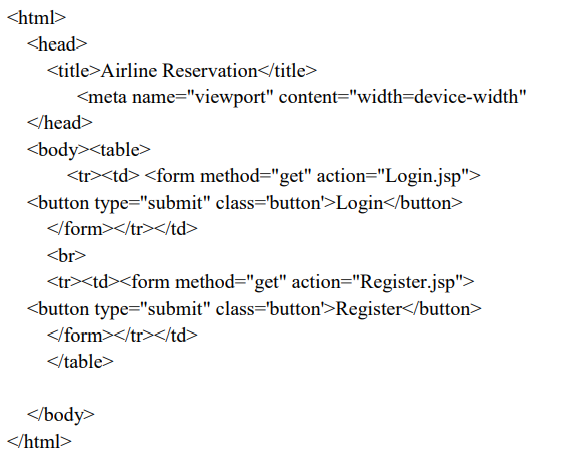 <html>
<head>
<title>Airline Reservation</title>
<meta name="viewport" content="width=device-width"
</head>
<body><table>
<tr><td> <form method="get" action="Login.jsp">
<button type="submit" class='button'>Login</button>
</form></tr></td>
<br>
<tr><td><form method="get" action="Register.jsp">
<button type="submit" class='button'>Register</button>
</form></tr></td>
</table>
</body>
</html>